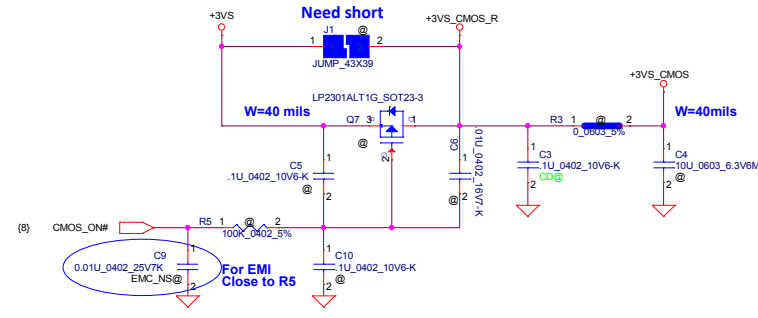 Need short
+3VS
+3VS_CMOS_R
J1
@
1
1
2
2
JUMP_43X39
+3VS_CMOS
LP2301ALT1G_SOT23-3
W=40 mils
Q7
3
1
@
2
R3
1
@
2
0_0603_5%
W=40mils
C5
1
.1U_0402_10V6-K
2
@
C6
1
.01U_0402_16V7-K
2
@
C3
1
.1U_0402_10V6-K
2
CD@
C4
1
10U_0603_6.3V6M
2
@
{8}
CMOS_ON#
R5
1
@
2
100K_0402_5%
C9
1
0.01U_0402_25V7K
EMC_NS@
2
For EMI
Close to R5
C10
1
.1U_0402_10V6-K
2
@